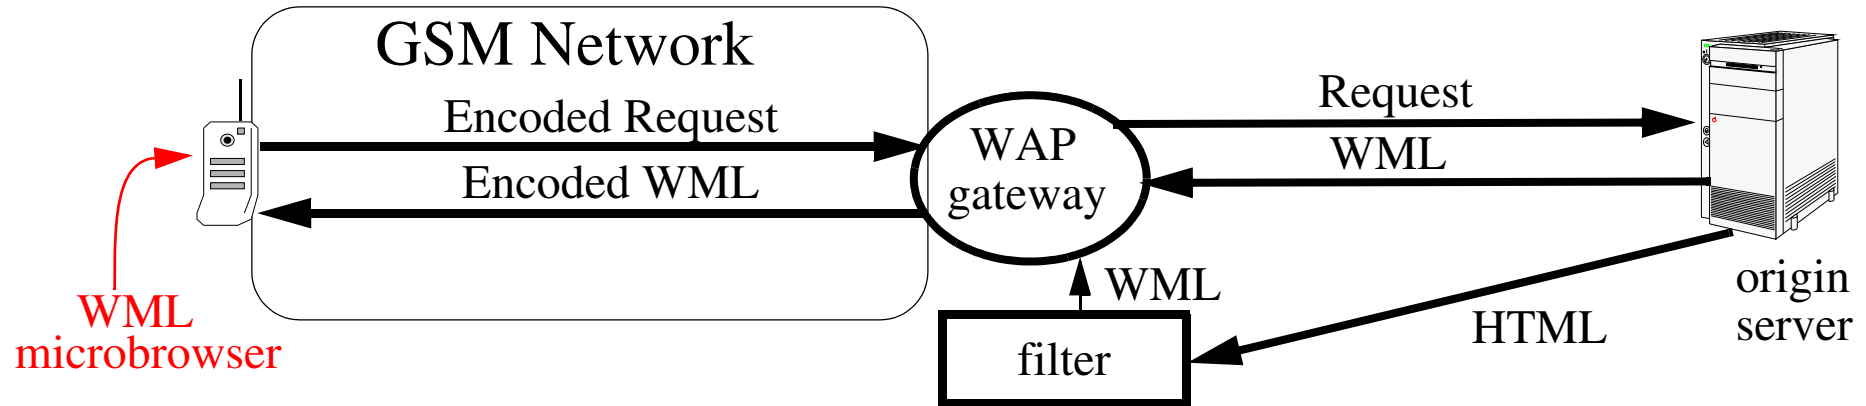 GSM Network
Encoded Request
Encoded WML
WAP
gateway
Request
WML
WML
HTML
filter
origin
server
WML
microbrowser